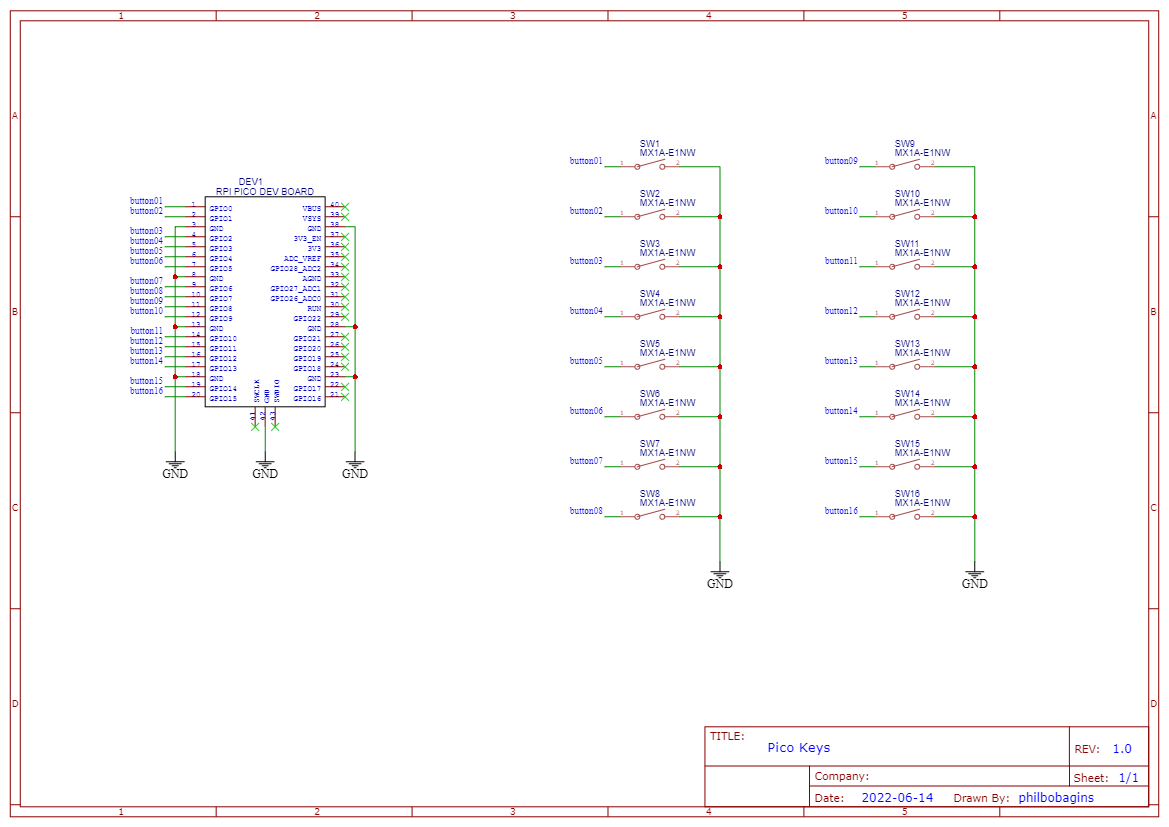 1 2 3 4 5
A A
B B
C C
D D
1 2 3 4 5
DEV1
RPI PICO DEV BOARD
button01 1 GPIO0 VBUS 40
button02 2 GPIO1 VSYS 39
3 GND GND 38
button03 4 GPIO2 3V3_EN 37
button04 5 GPIO3 3V3 36
button05 6 GPIO4 ADC_VREF 35
button06 7 GPIO5 GPIO28_ADC2 34
8 GND AGND 33
button07 9 GPIO6 GPIO27_ADC1 32
button08 10 GPIO7 GPIO26_ADC0 31
button09 11 GPIO8 RUN 30
button10 12 GPIO9 GPIO22 29
13 GND GND 28
button11 14 GPIO10 GPIO21 27
button12 15 GPIO11 GPIO20 26
button13 16 GPIO12 GPIO19 25
button14 17 GPIO13 GPIO18 24
18 GND GND 23
button15 19 GPIO14 GPIO17 22
button16 20 GPIO15 GPIO16 21
SWCLK GND SWDIO
41 42 43
GND GND GND
SW1
MX1A-E1NW
button01 1 2
SW2
MX1A-E1NW
button02 1 2
SW3
MX1A-E1NW
button03 1 2
SW4
MX1A-E1NW
button04 1 2
SW5
MX1A-E1NW
button05 1 2
SW6
MX1A-E1NW
button06 1 2
SW7
MX1A-E1NW
button07 1 2
SW8
MX1A-E1NW
button08 1 2
GND
SW9
MX1A-E1NW
button09 1 2
SW10
MX1A-E1NW
button10 1 2
SW11
MX1A-E1NW
button11 1 2
SW12
MX1A-E1NW
button12 1 2
SW13
MX1A-E1NW
button13 1 2
SW14
MX1A-E1NW
button14 1 2
SW15
MX1A-E1NW
button15 1 2
SW16
MX1A-E1NW
button16 1 2
GND
TITLE:
Pico Keys
REV: 1.0
Company:
Sheet: 1/1
Date: 2022-06-14 Drawn By: philbobagins